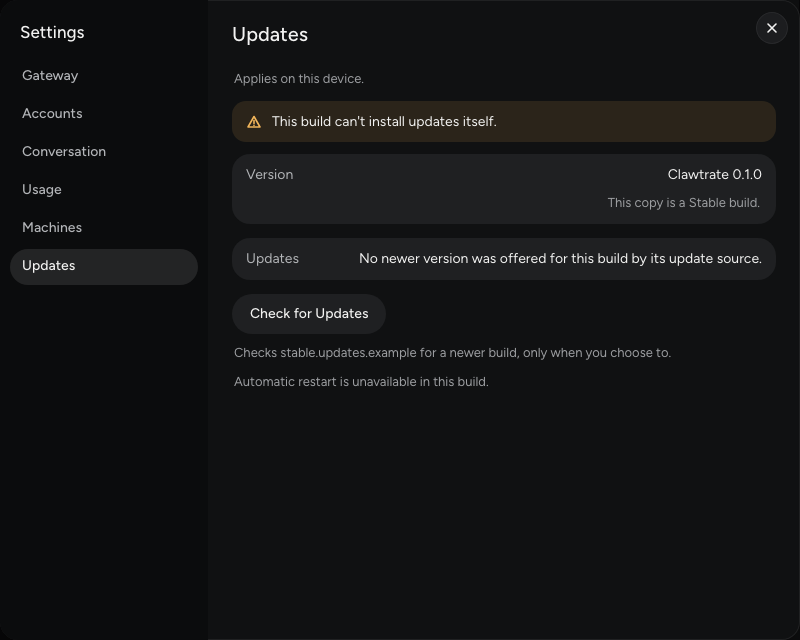 Settings
Gateway
Accounts
Conversation
Usage
Machines
Updates
Updates
Applies on this device.
This build can't install updates itself.
Version
Clawtrate 0.1.0
This copy is a Stable build.
Updates
No newer version was offered for this build by its update source.
Check for Updates
Checks stable.updates.example for a newer build, only when you choose to.
Automatic restart is unavailable in this build.